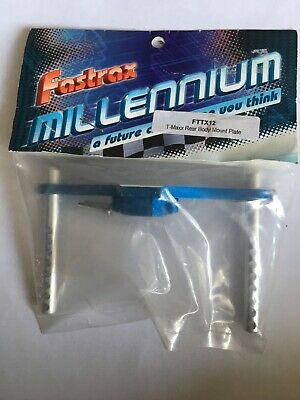 Fastrax
MILLENNIUM
a future c you think
FTTX12
T-Maxx Rear Body Mount Plate